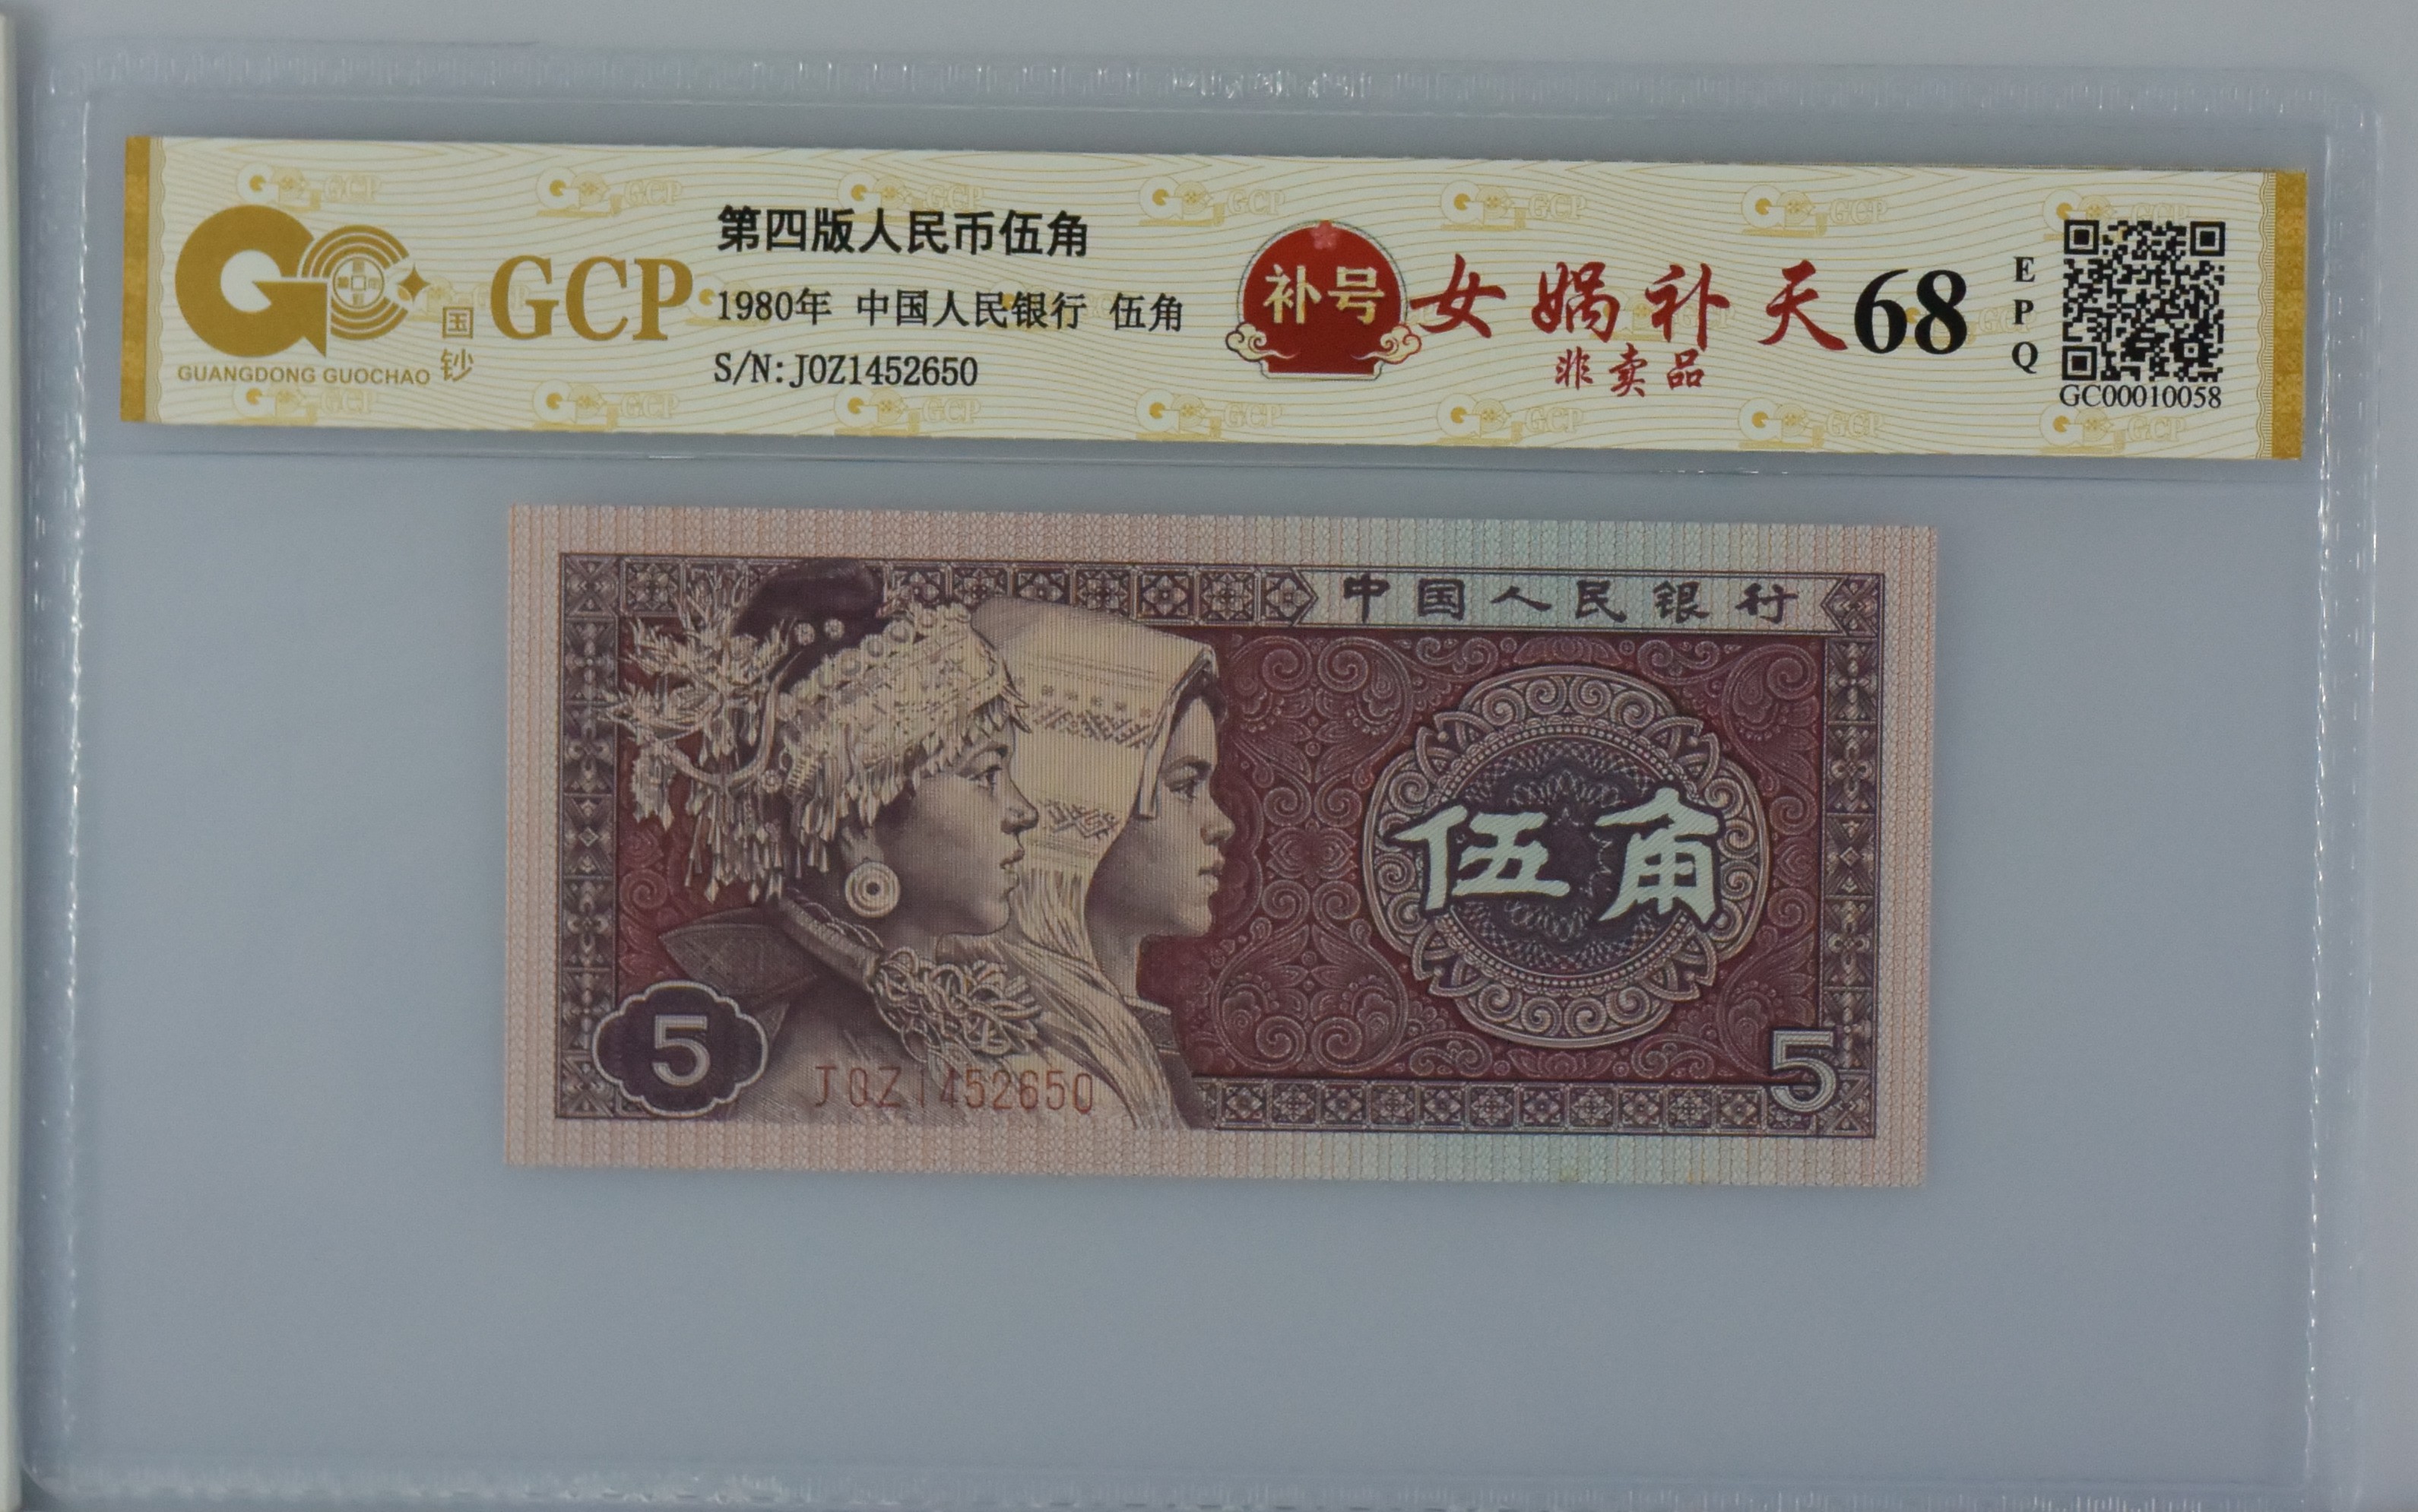 GCP
国钞
GUANGDONG GUOCHAO
第四版人民币伍角
1980年 中国人民银行 伍角
S/N:J0Z1452650
补号
女娲补天
非卖品
68
EPQ
GC00010058
中国人民银行
伍角
5
J0Z1452650
5